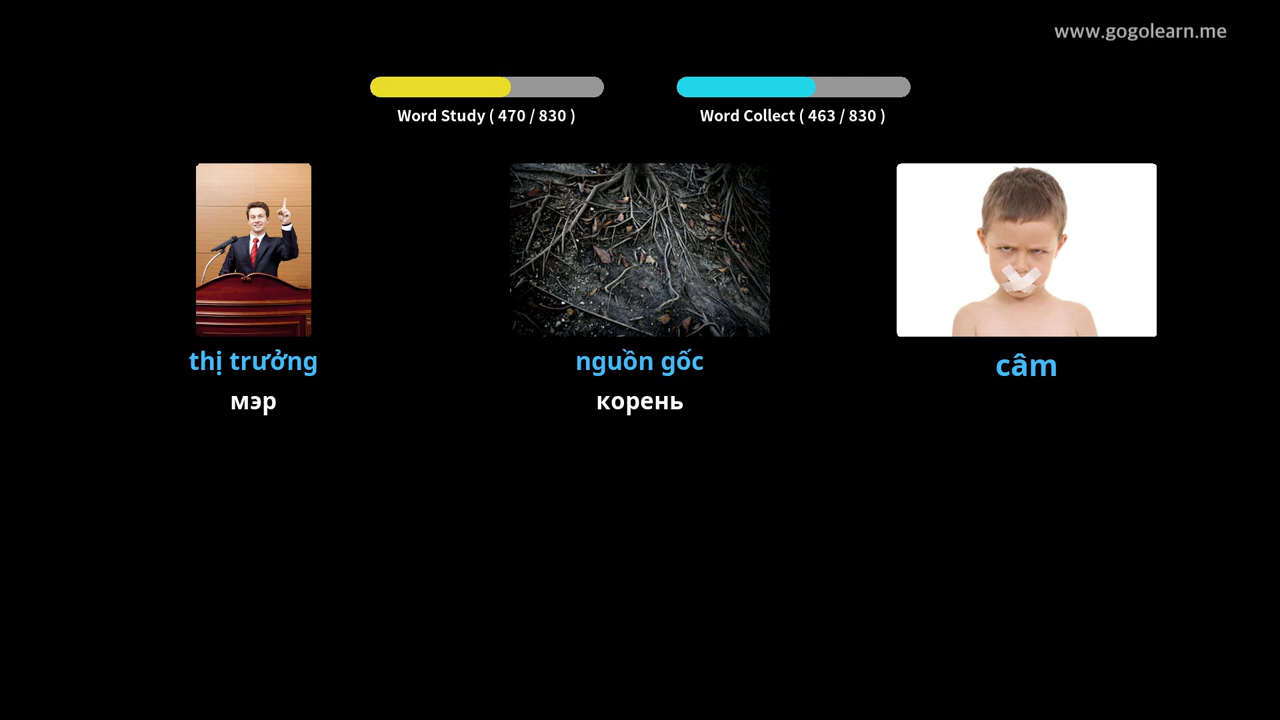 www.gogolearn.me
Word Study ( 470 / 830 )
Word Collect ( 463 / 830 )
thị trưởng
nguồn gốc
câm
мэр
корень